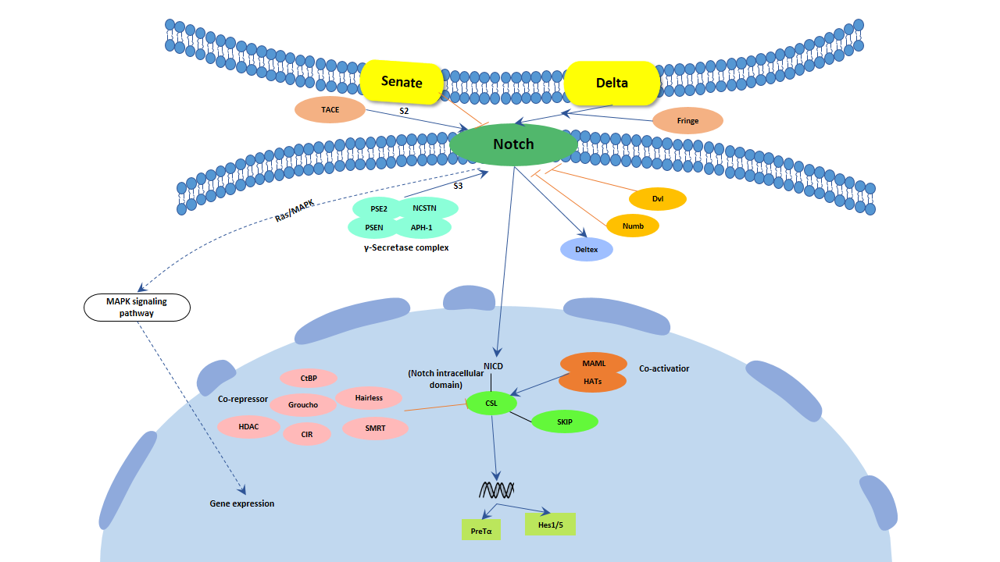 Senate
Delta
TACE
S2
Fringe
Notch
S3
Ras/MAPK
PSE2
NCSTN
PSEN
APH-1
γ-Secretase complex
Dvl
Numb
Deltex
MAPK signaling
pathway
NICD
(Notch intracellular
domain)
MAML
HATs
Co-activatior
CtBP
Co-repressor
Groucho
Hairless
CSL
HDAC
CIR
SMRT
SKIP
Gene expression
PreTα
Hes1/5